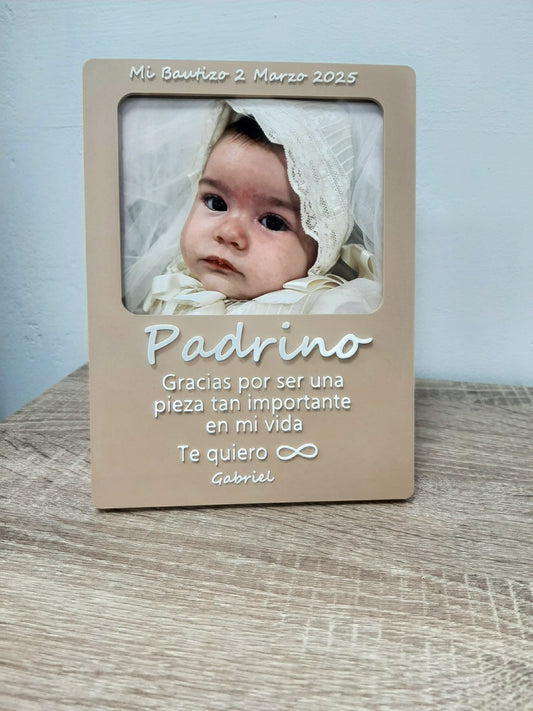 Mi Bautizo 2 Marzo 2025
Padrino
Gracias por ser una
pieza tan importante
en mi vida
Te quiero ∞
Gabriel